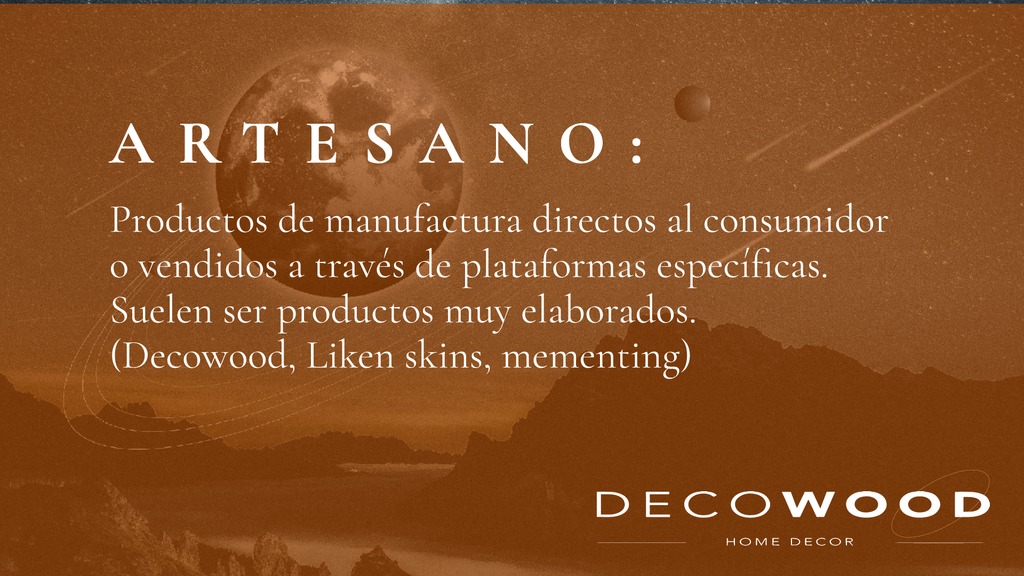 ARTESANO:
Productos de manufactura directos al consumidor
o vendidos a través de plataformas específicas.
Suelen ser productos muy elaborados.
(Decowood, Liken skins, mementing)
DECOWOOD
HOME DECOR